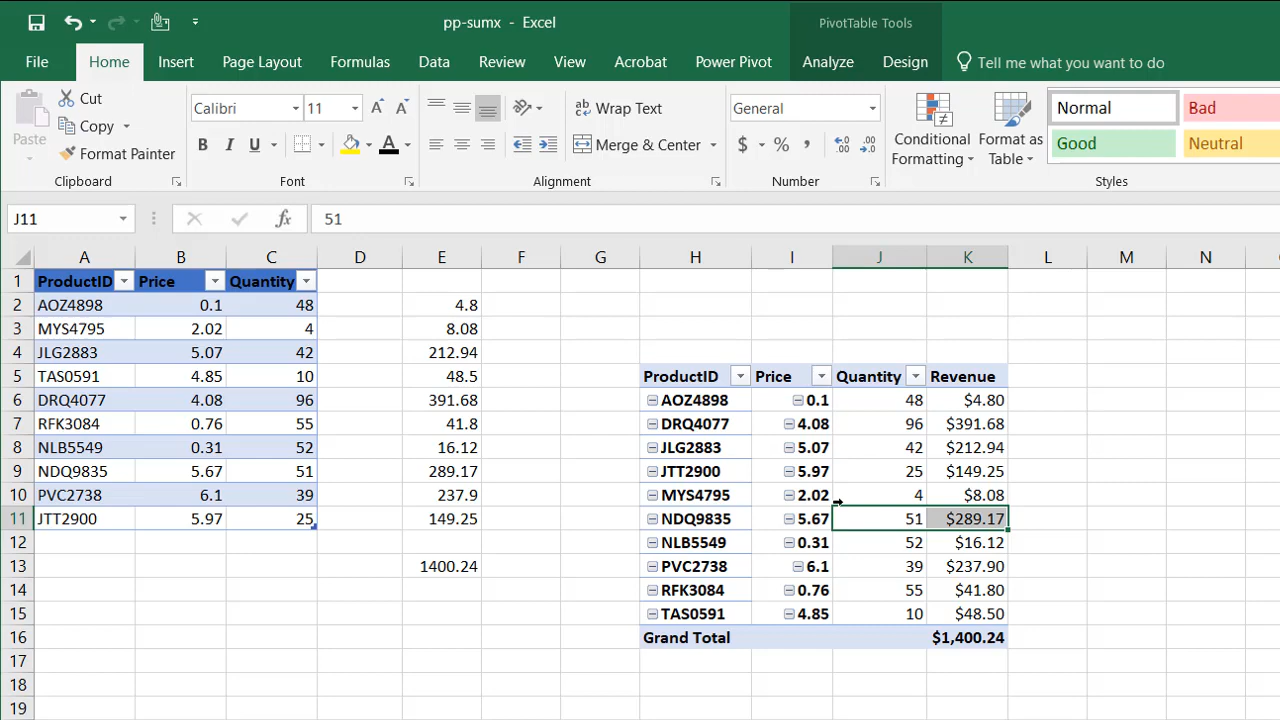 pp-sumx - Excel
PivotTable Tools
File Home Insert Page Layout Formulas Data Review View Acrobat Power Pivot Analyze Design Tell me what you want to do
Paste Cut Copy Format Painter
Calibri 11
B I U A
Wrap Text
Merge & Center
General
$ % ,
Conditional Formatting
Format as Table
Normal Bad
Good Neutral
Clipboard Font Alignment Number Styles
J11 fx 51
A B C D E F G H I J K L M N
1 ProductID Price Quantity
2 AOZ4898 0.1 48 4.8
3 MYS4795 2.02 4 8.08
4 JLG2883 5.07 42 212.94
5 TAS0591 4.85 10 48.5 ProductID Price Quantity Revenue
6 DRQ4077 4.08 96 391.68 AOZ4898 0.1 48 $4.80
7 RFK3084 0.76 55 41.8 DRQ4077 4.08 96 $391.68
8 NLB5549 0.31 52 16.12 JLG2883 5.07 42 $212.94
9 NDQ9835 5.67 51 289.17 JTT2900 5.97 25 $149.25
10 PVC2738 6.1 39 237.9 MYS4795 2.02 4 $8.08
11 JTT2900 5.97 25 149.25 NDQ9835 5.67 51 $289.17
12 NLB5549 0.31 52 $16.12
13 1400.24 PVC2738 6.1 39 $237.90
14 RFK3084 0.76 55 $41.80
15 TAS0591 4.85 10 $48.50
16 Grand Total $1,400.24
17
18
19